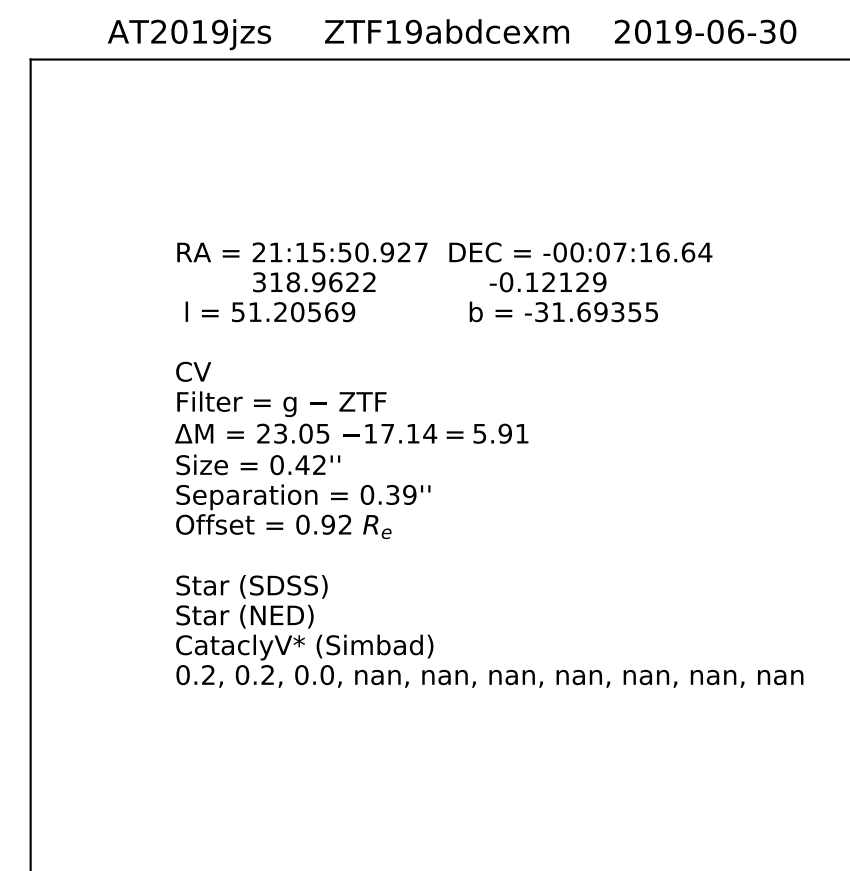 AT2019jzs ZTF19abdcexm 2019-06-30
RA = 21:15:50.927 DEC = -00:07:16.64
318.9622 -0.12129
l = 51.20569 b = -31.69355
CV
Filter = g − ZTF
ΔM = 23.05 −17.14 = 5.91
Size = 0.42''
Separation = 0.39''
Offset = 0.92 Re
Star (SDSS)
Star (NED)
CataclyV* (Simbad)
0.2, 0.2, 0.0, nan, nan, nan, nan, nan, nan, nan